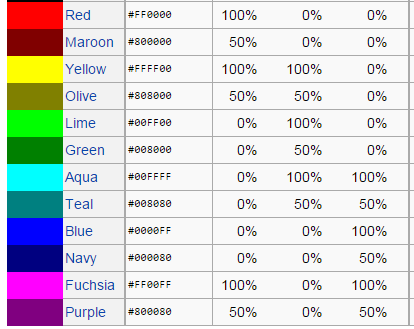 Red #FF0000 100% 0% 0%
Maroon #800000 50% 0% 0%
Yellow #FFFF00 100% 100% 0%
Olive #808000 50% 50% 0%
Lime #00FF00 0% 100% 0%
Green #008000 0% 50% 0%
Aqua #00FFFF 0% 100% 100%
Teal #008080 0% 50% 50%
Blue #0000FF 0% 0% 100%
Navy #000080 0% 0% 50%
Fuchsia #FF00FF 100% 0% 100%
Purple #800080 50% 0% 50%